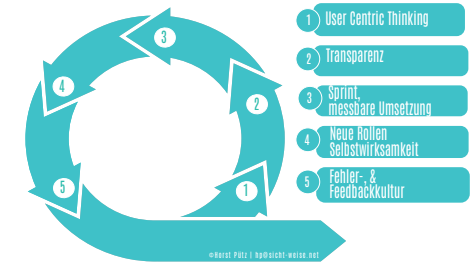 3
4
2
5
1
1 User Centric Thinking
2 Transparenz
3 Sprint,
messbare Umsetzung
4 Neue Rollen
Selbstwirksamkeit
5 Fehler-, &
Feedbackkultur
©Horst Pütz | hp@sicht-weise.net